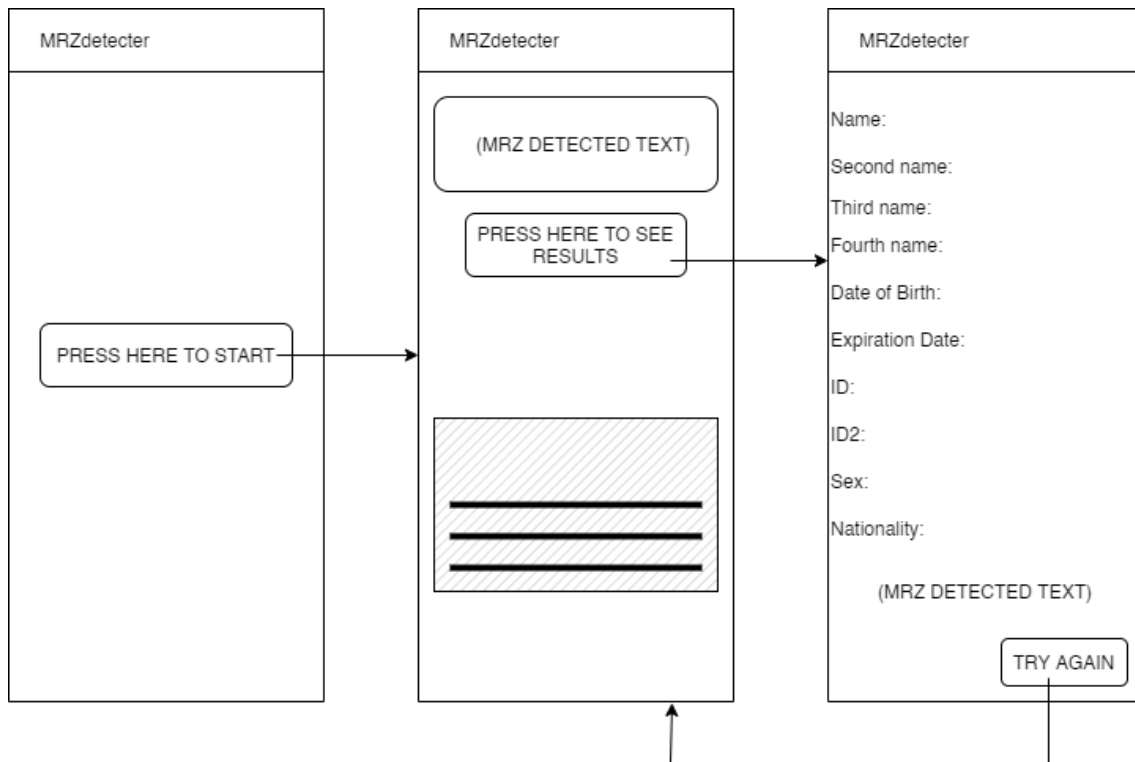 MRZdetecter
PRESS HERE TO START
MRZdetecter
(MRZ DETECTED TEXT)
PRESS HERE TO SEE
RESULTS
MRZdetecter
Name:
Second name:
Third name:
Fourth name:
Date of Birth:
Expiration Date:
ID:
ID2:
Sex:
Nationality:
(MRZ DETECTED TEXT)
TRY AGAIN